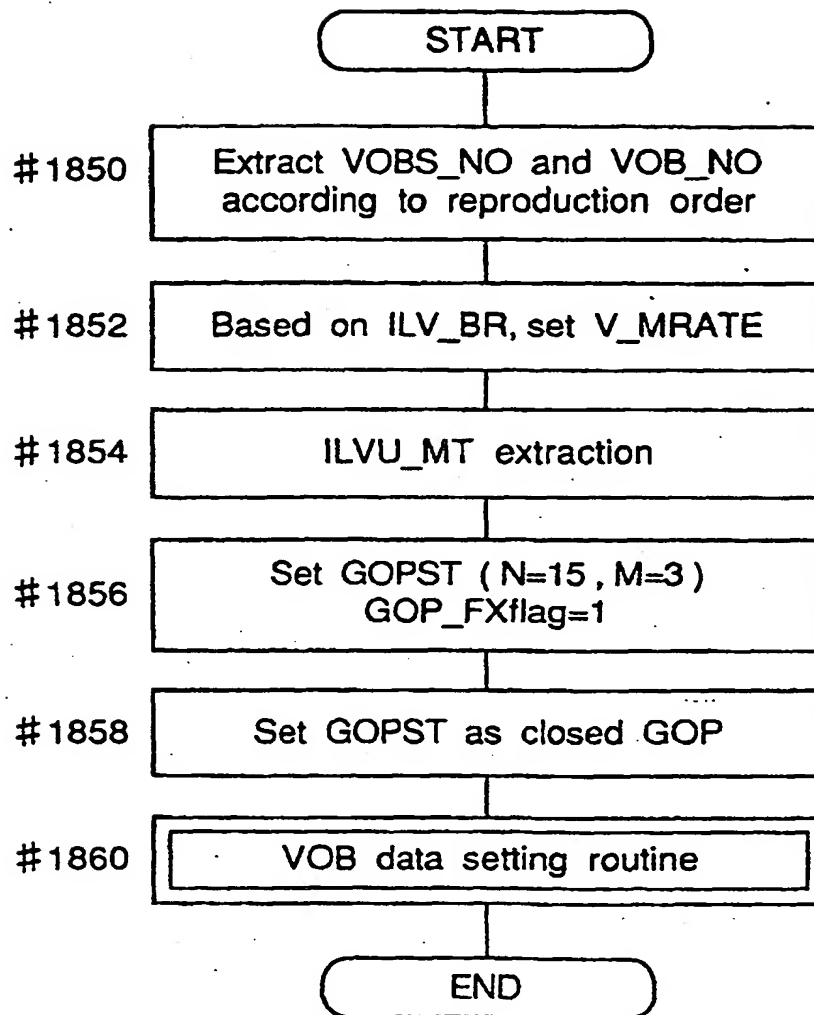 START
#1850
Extract VOBS_NO and VOB_NO
according to reproduction order
#1852
Based on ILV_BR, set V_MRATE
#1854
ILVU_MT extraction
#1856
Set GOPST (N=15, M=3)
GOP_FXflag=1
#1858
Set GOPST as closed GOP
#1860
VOB data setting routine
END